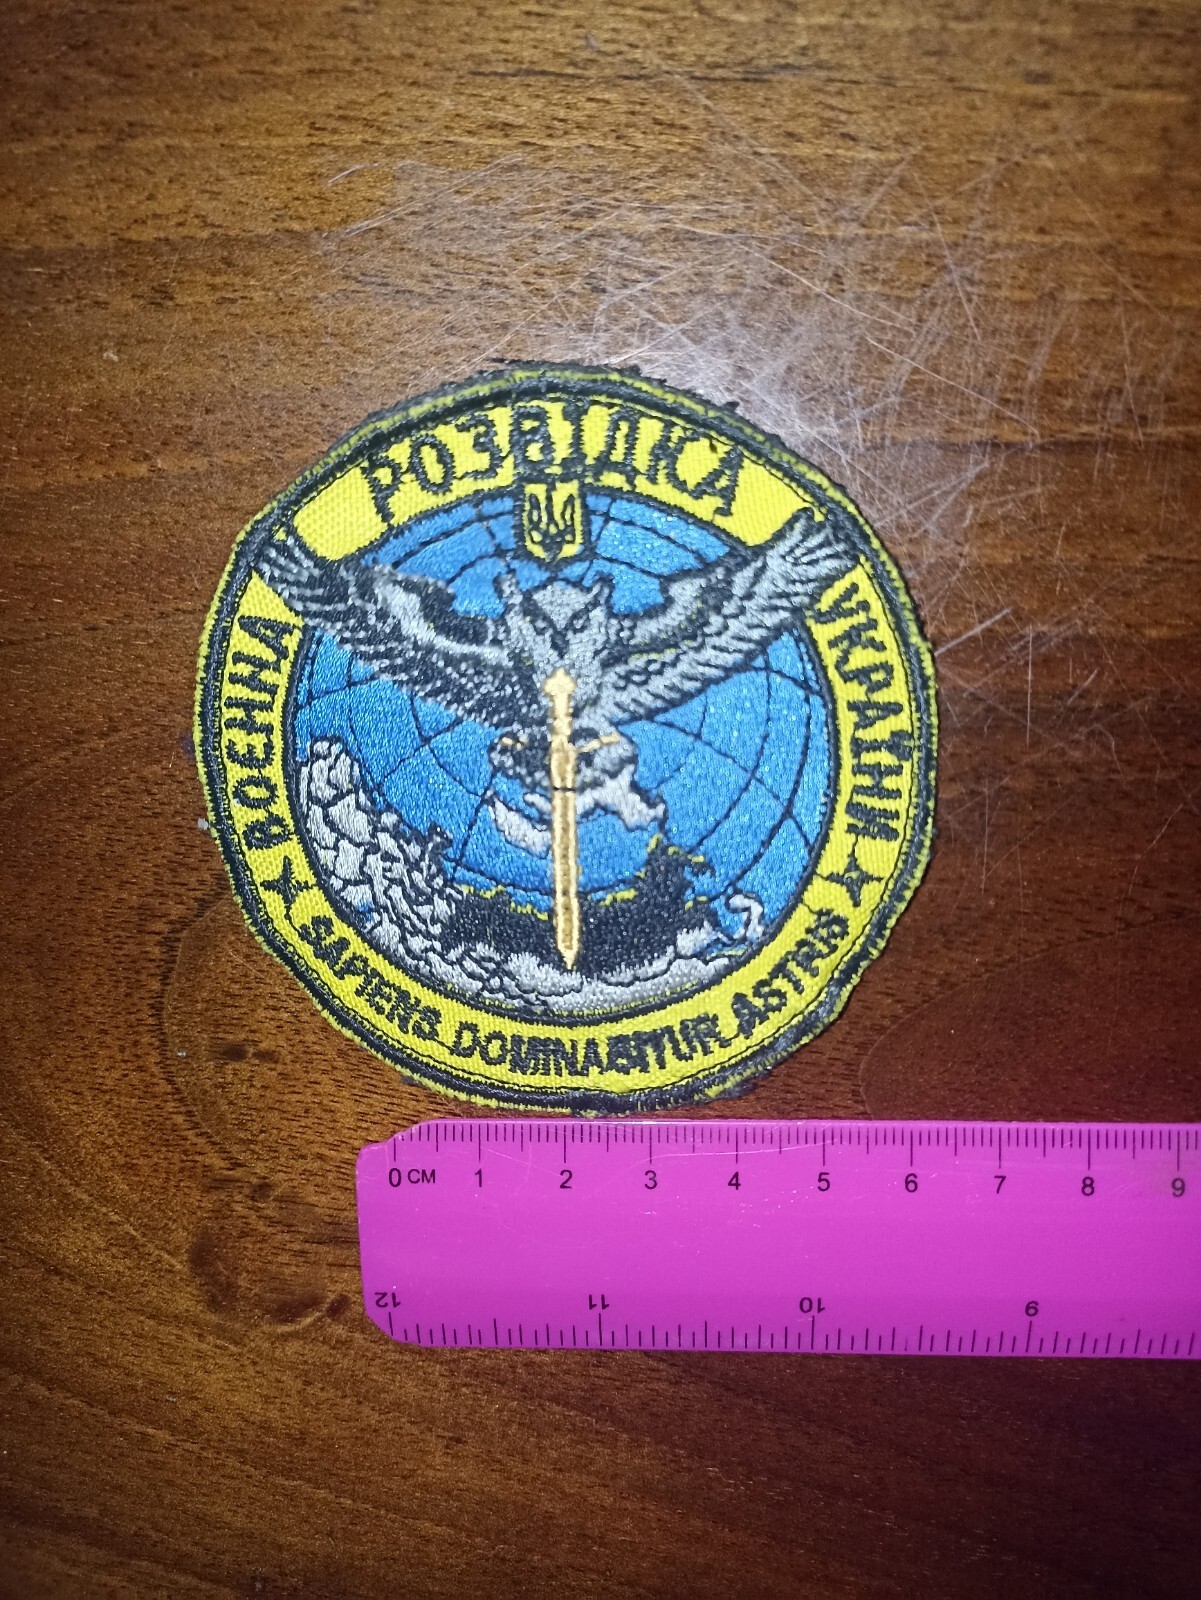 ВОЕННА РОЗВІДКА УКРАЇНИ
SAPIENS DOMINABITUR ASTRIS
0 CM 1 2 3 4 5 6 7 8 9
12 11 10 9